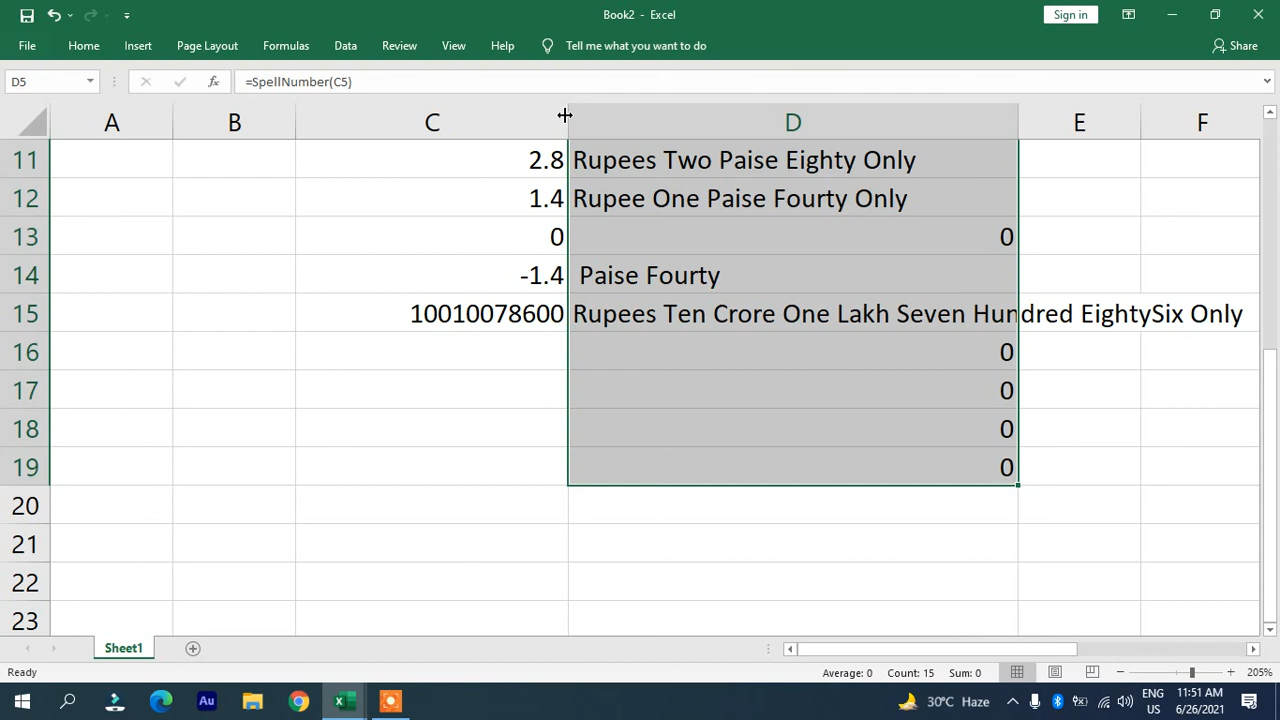 Book2 - Excel
Sign in
File Home Insert Page Layout Formulas Data Review View Help Tell me what you want to do Share
D5 fx =SpellNumber(C5)
A B C D E F
11 2.8 Rupees Two Paise Eighty Only
12 1.4 Rupee One Paise Fourty Only
13 0 0
14 -1.4 Paise Fourty
15 10010078600 Rupees Ten Crore One Lakh Seven Hundred EightySix Only
16 0
17 0
18 0
19 0
20
21
22
23
Sheet1
Ready Average: 0 Count: 15 Sum: 0 205%
Au 30°C Haze ENG 11:51 AM
US 6/26/2021